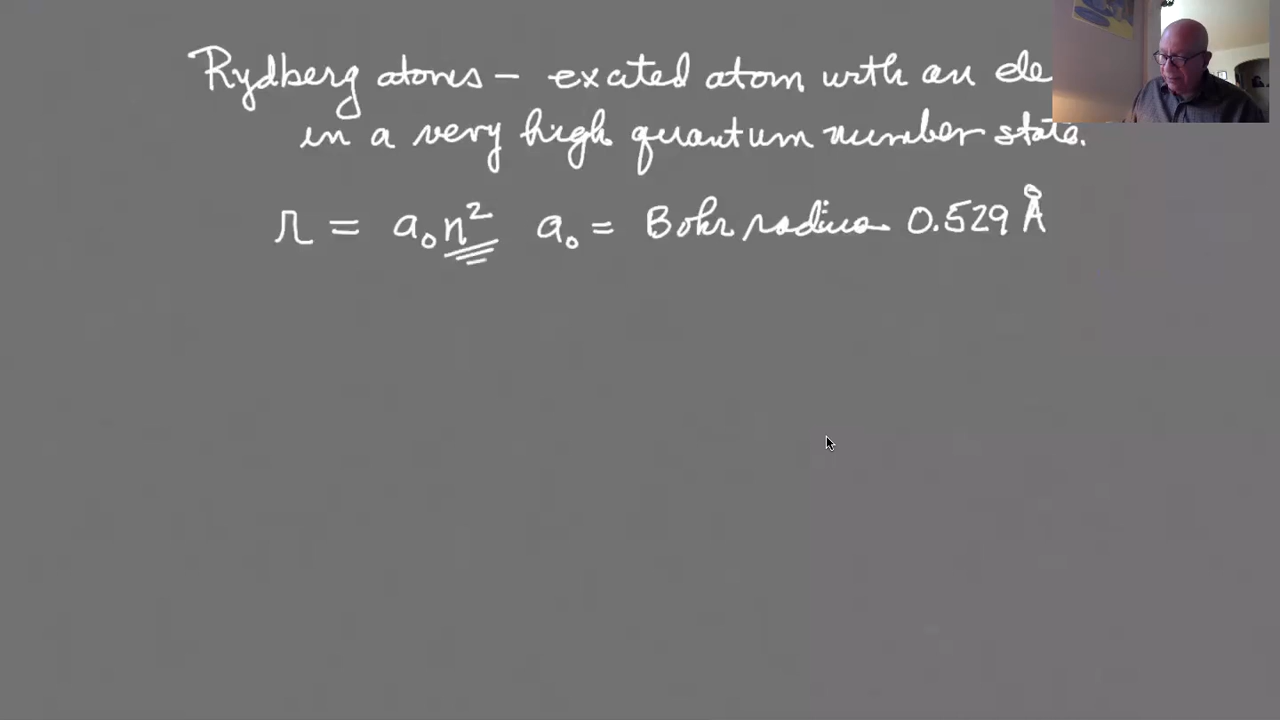 Rydberg atoms – excited atom with an ele
in a very high quantum number state.
r = a₀n² a₀ = Bohr radius 0.529 Å